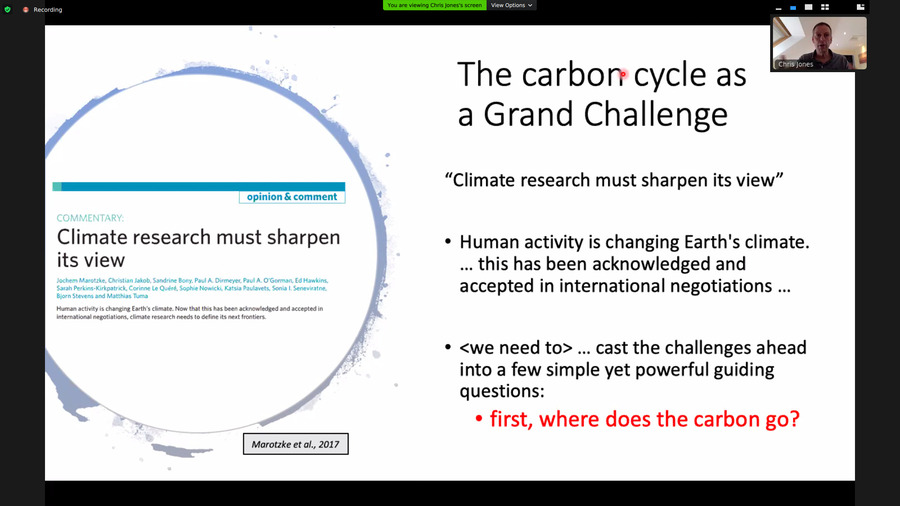 Recording
You are viewing Chris Jones's screen
View Options
Chris Jones
The carbon cycle as
a Grand Challenge
opinion & comment
COMMENTARY:
Climate research must sharpen
its view
Jochem Marotzke, Christian Jakob, Sandrine Bony, Paul A. Dirmeyer, Paul A. O'Gorman, Ed Hawkins,
Sarah Perkins-Kirkpatrick, Corinne Le Quéré, Sophie Nowicki, Katsia Paulavets, Sonia I. Seneviratne,
Bjorn Stevens and Matthias Tuma
Human activity is changing Earth's climate. Now that this has been acknowledged and accepted in
international negotiations, climate research needs to define its next frontiers.
Marotzke et al., 2017
“Climate research must sharpen its view”
• Human activity is changing Earth's climate.
... this has been acknowledged and
accepted in international negotiations ...
• <we need to> ... cast the challenges ahead
into a few simple yet powerful guiding
questions:
• first, where does the carbon go?